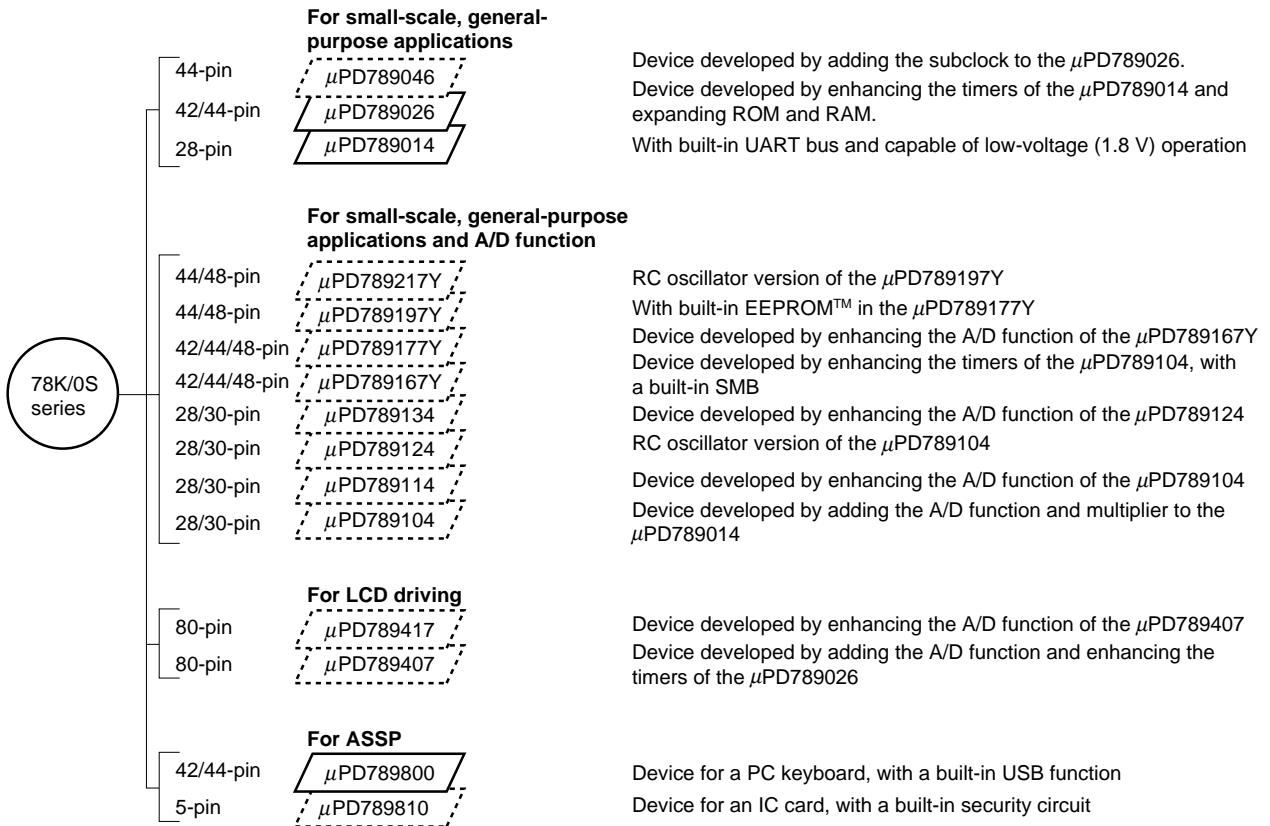 For small-scale, general-
purpose applications
44-pin μPD789046 Device developed by adding the subclock to the μPD789026.
42/44-pin μPD789026 Device developed by enhancing the timers of the μPD789014 and
expanding ROM and RAM.
28-pin μPD789014 With built-in UART bus and capable of low-voltage (1.8 V) operation
For small-scale, general-purpose
applications and A/D function
44/48-pin μPD789217Y RC oscillator version of the μPD789197Y
44/48-pin μPD789197Y With built-in EEPROM™ in the μPD789177Y
42/44/48-pin μPD789177Y Device developed by enhancing the A/D function of the μPD789167Y
42/44/48-pin μPD789167Y Device developed by enhancing the timers of the μPD789104, with
a built-in SMB
78K/0S
series
28/30-pin μPD789134 Device developed by enhancing the A/D function of the μPD789124
28/30-pin μPD789124 RC oscillator version of the μPD789104
28/30-pin μPD789114 Device developed by enhancing the A/D function of the μPD789104
28/30-pin μPD789104 Device developed by adding the A/D function and multiplier to the
μPD789014
For LCD driving
80-pin μPD789417 Device developed by enhancing the A/D function of the μPD789407
80-pin μPD789407 Device developed by adding the A/D function and enhancing the
timers of the μPD789026
For ASSP
42/44-pin μPD789800 Device for a PC keyboard, with a built-in USB function
5-pin μPD789810 Device for an IC card, with a built-in security circuit